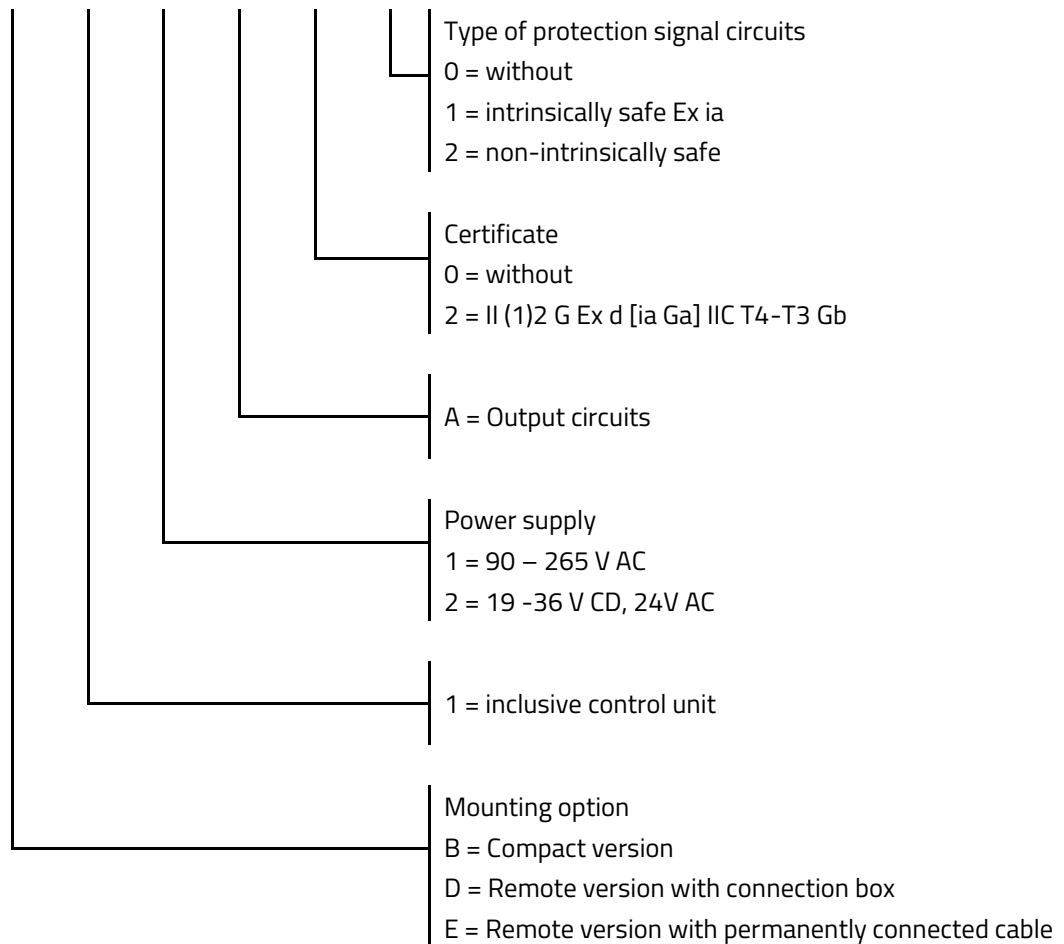 Type of protection signal circuits
0 = without
1 = intrinsically safe Ex ia
2 = non-intrinsically safe
Certificate
0 = without
2 = II (1)2 G Ex d [ia Ga] IIC T4-T3 Gb
A = Output circuits
Power supply
1 = 90 – 265 V AC
2 = 19 -36 V CD, 24V AC
1 = inclusive control unit
Mounting option
B = Compact version
D = Remote version with connection box
E = Remote version with permanently connected cable